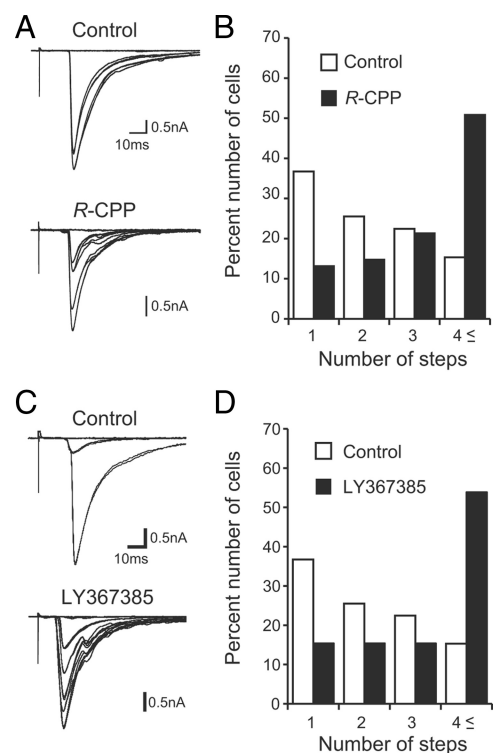 A
Control
0.5nA
10ms
R-CPP
0.5nA
B
Percent number of cells
70
60
50
40
30
20
10
0
Control
R-CPP
1 2 3 4 ≤
Number of steps
C
Control
0.5nA
10ms
LY367385
0.5nA
D
Percent number of cells
70
60
50
40
30
20
10
0
Control
LY367385
1 2 3 4 ≤
Number of steps